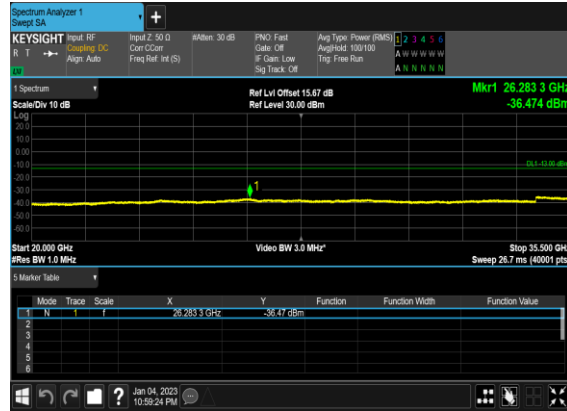 Spectrum Analyzer 1
Swept SA
+
KEYSIGHT Input: RF Input Z: 50 Ω #Atten: 30 dB PNO: Fast Avg Type: Power (RMS) 1 2 3 4 5 6
R T Coupling: DC Corr CCorr Gate: Off Avg|Hold: 100/100 A W W W W W
Align: Auto Freq Ref: Int (S) IF Gain: Low Trig: Free Run
Sig Track: Off A N N N N N
1 Spectrum Ref Lvl Offset 15.67 dB Mkr1 26.283 3 GHz
Scale/Div 10 dB Ref Level 30.00 dBm -36.474 dBm
Log
20.0
10.0
0.00
-10.0 DL1 -13.00 dBm
-20.0
-30.0 1
-40.0
-50.0
-60.0
Start 20.000 GHz Video BW 3.0 MHz* Stop 35.500 GHz
#Res BW 1.0 MHz Sweep 26.7 ms (40001 pts)
5 Marker Table
Mode Trace Scale X Y Function Function Width Function Value
1 N 1 f 26.283 3 GHz -36.47 dBm
2
3
4
5
6
? Jan 04, 2023
10:59:24 PM